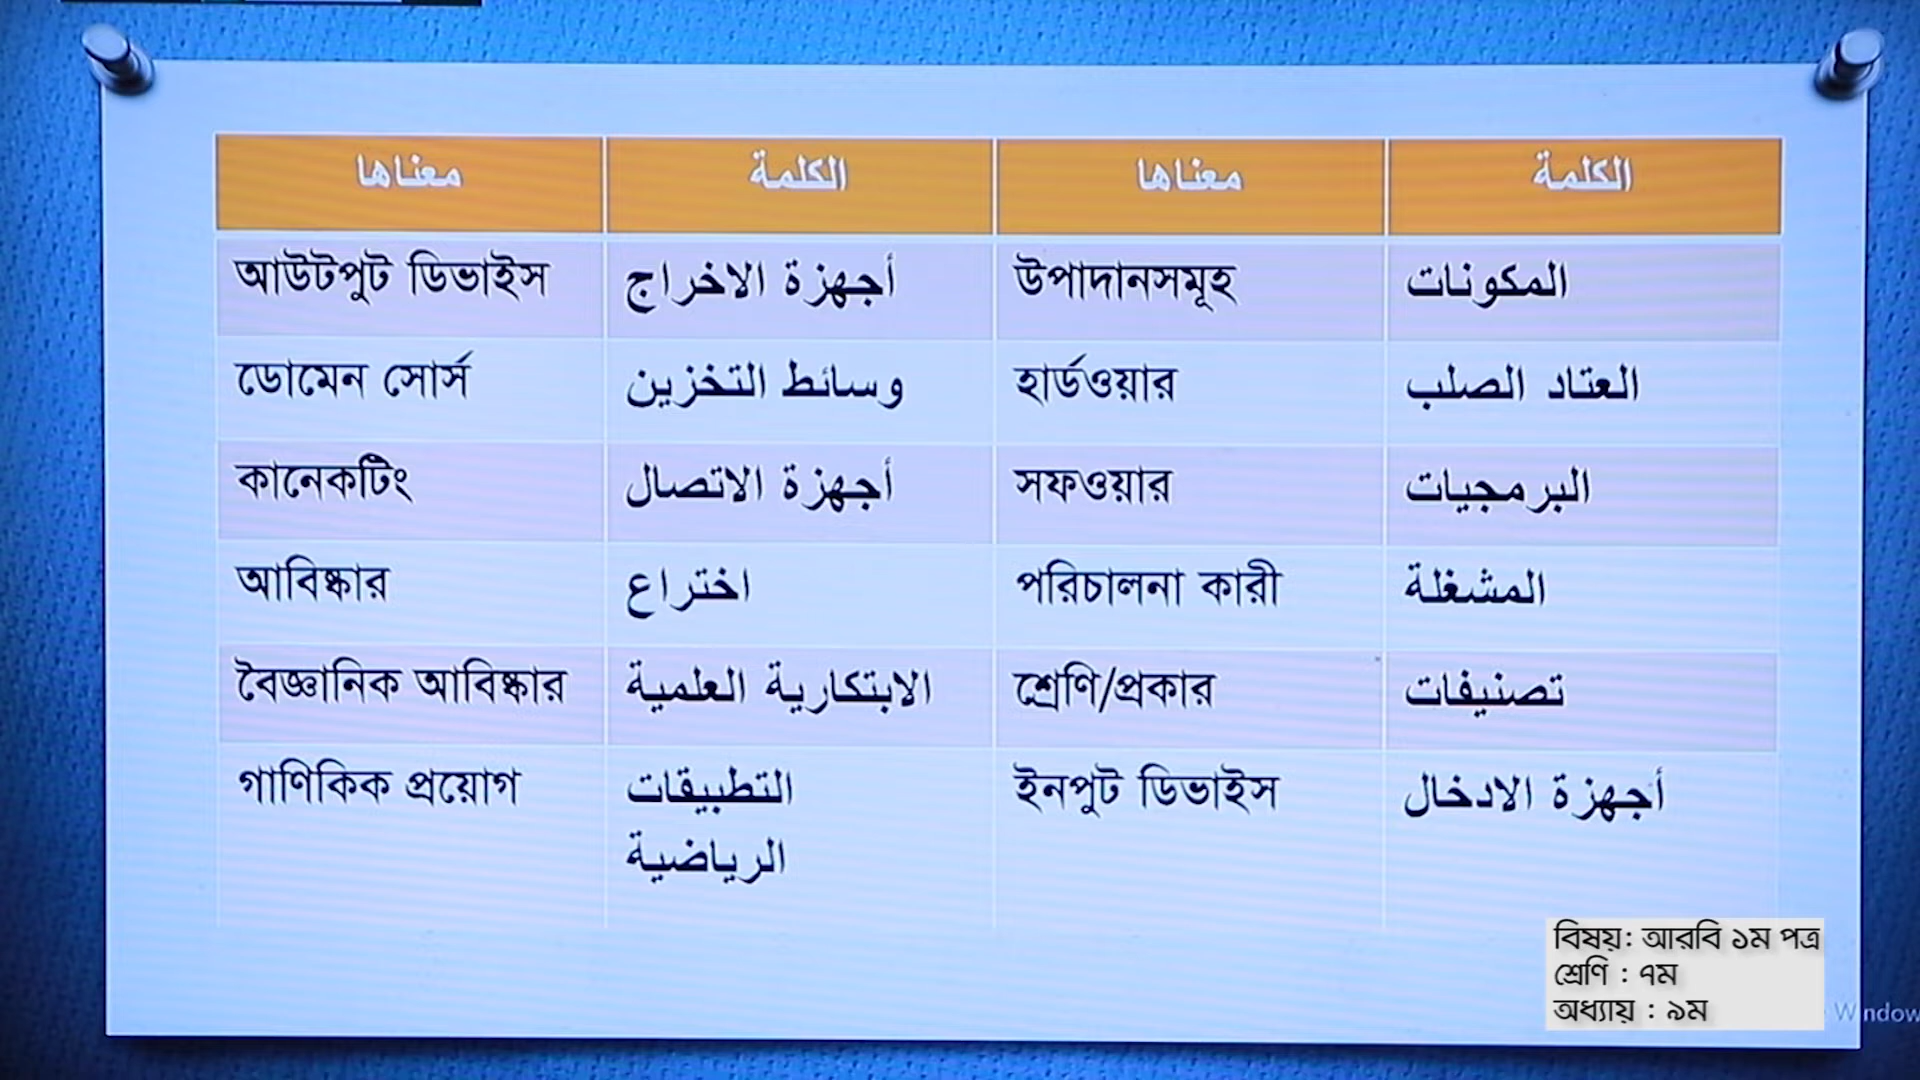 معناها الكلمة معناها الكلمة
আউটপুট ডিভাইস أجهزة الاخراج উপাদানসমূহ المكونات
ডোমেন সোর্স وسائط التخزين হার্ডওয়ার العتاد الصلب
কানেকটিং أجهزة الاتصال সফওয়ার البرمجيات
আবিষ্কার اختراع পরিচালনা কারী المشغلة
বৈজ্ঞানিক আবিষ্কার الابتكارية العلمية শ্রেণি/প্রকার تصنيفات
গাণিকিক প্রয়োগ التطبيقات ইনপুট ডিভাইস أجهزة الادخال
الرياضية
বিষয়: আরবি ১ম পত্র
শ্রেণি : ৭ম
অধ্যায় : ৯ম